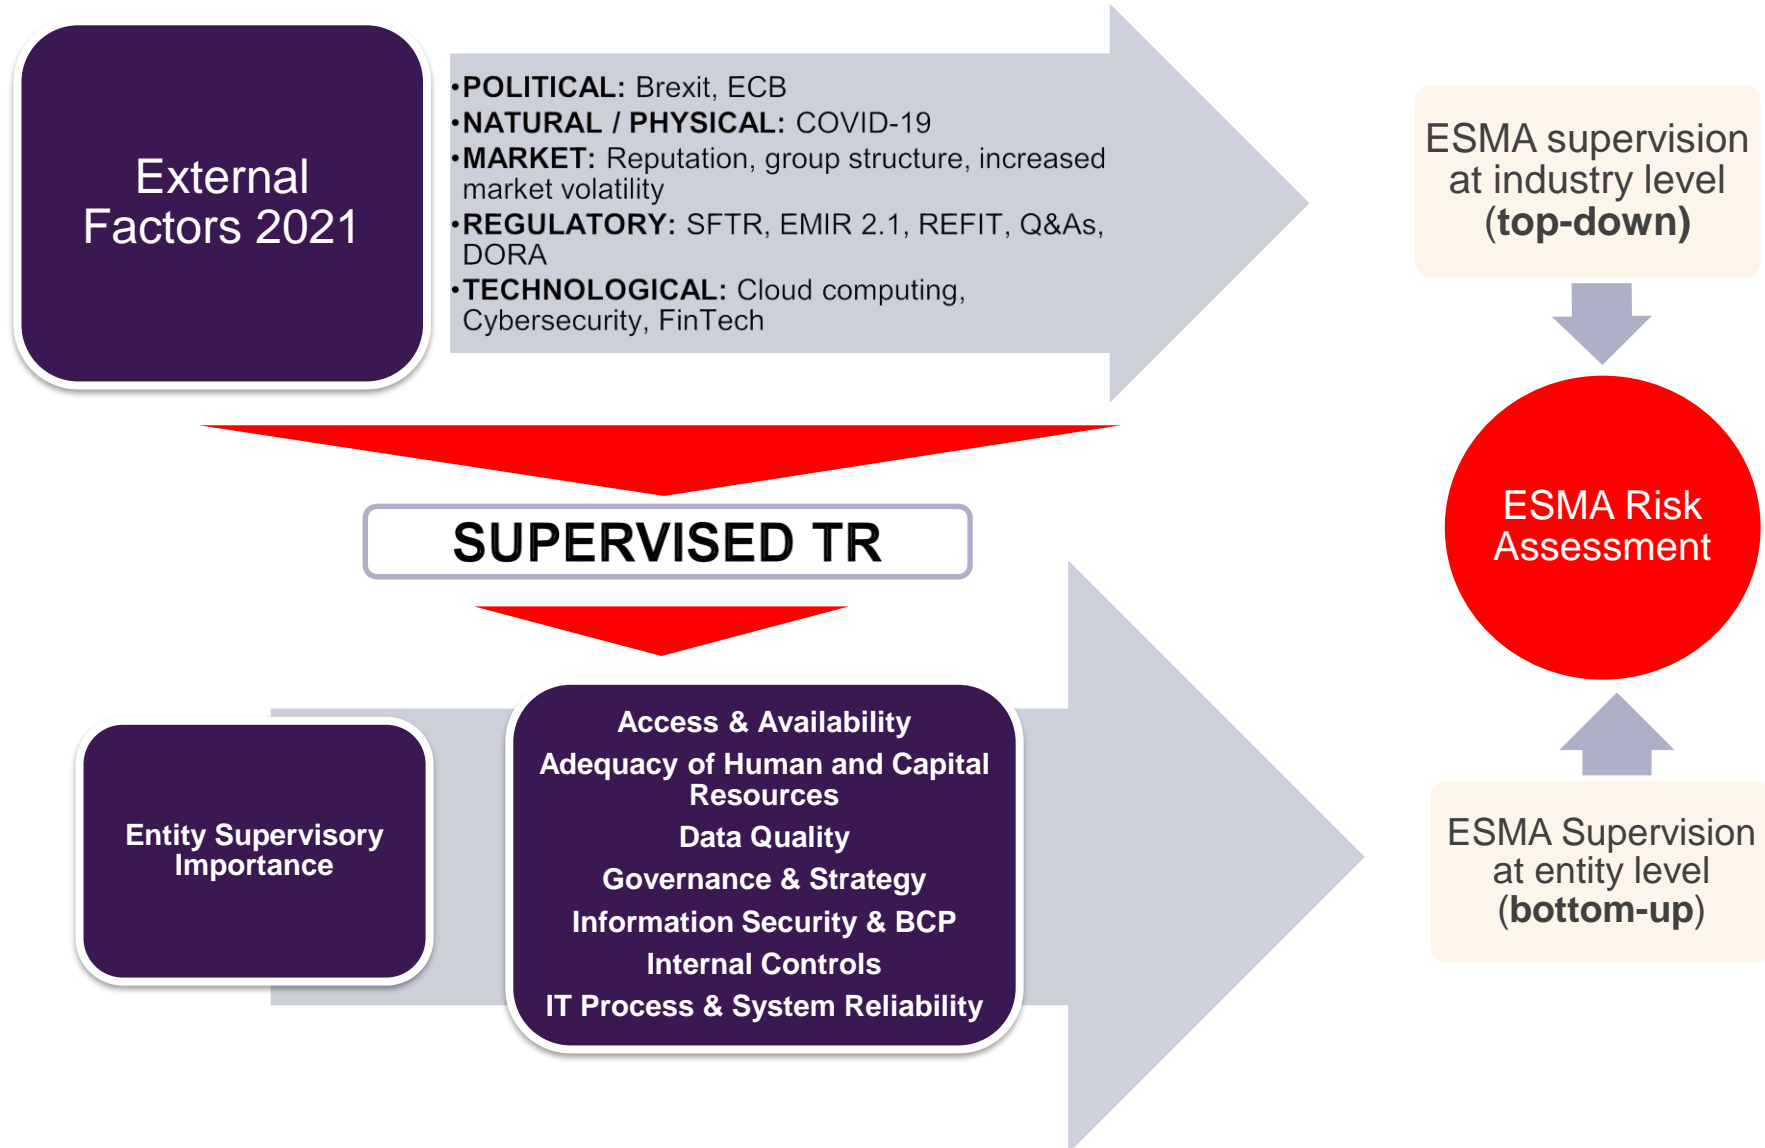 External
Factors 2021
•POLITICAL: Brexit, ECB
•NATURAL / PHYSICAL: COVID-19
•MARKET: Reputation, group structure, increased
market volatility
•REGULATORY: SFTR, EMIR 2.1, REFIT, Q&As,
DORA
•TECHNOLOGICAL: Cloud computing,
Cybersecurity, FinTech
ESMA supervision
at industry level
(top-down)
SUPERVISED TR
ESMA Risk
Assessment
Entity Supervisory
Importance
Access & Availability
Adequacy of Human and Capital
Resources
Data Quality
Governance & Strategy
Information Security & BCP
Internal Controls
IT Process & System Reliability
ESMA Supervision
at entity level
(bottom-up)